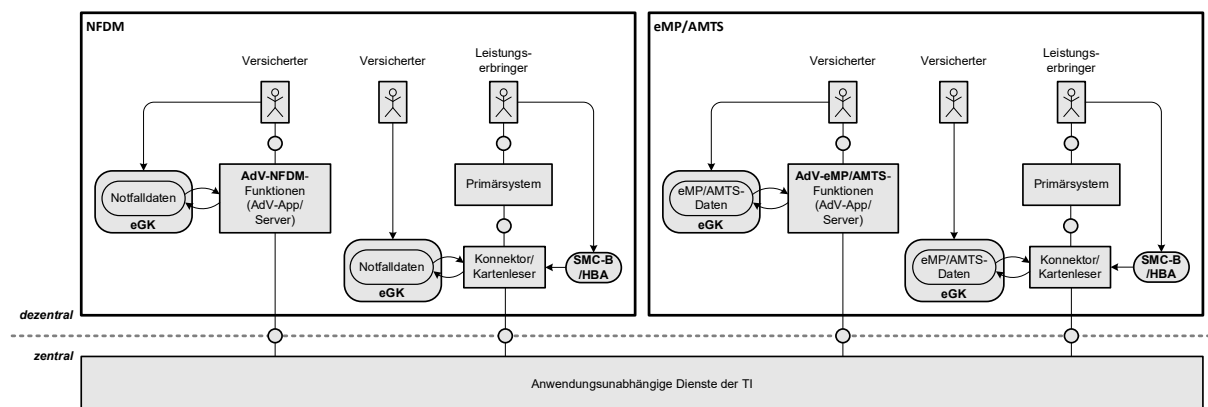 NFDM
Versicherter
Versicherter
Leistungs-
erbringer
AdV-NFDM-
Funktionen
(AdV-App/
Server)
Primärsystem
Notfalldaten
eGK
Notfalldaten
eGK
Konnektor/
Kartenleser
SMC-B
/HBA
eMP/AMTS
Versicherter
Versicherter
Leistungs-
erbringer
AdV-eMP/AMTS-
Funktionen
(AdV-App/
Server)
Primärsystem
eMP/AMTS-
Daten
eGK
eMP/AMTS-
Daten
eGK
Konnektor/
Kartenleser
SMC-B
/HBA
dezentral
zentral
Anwendungsunabhängige Dienste der TI